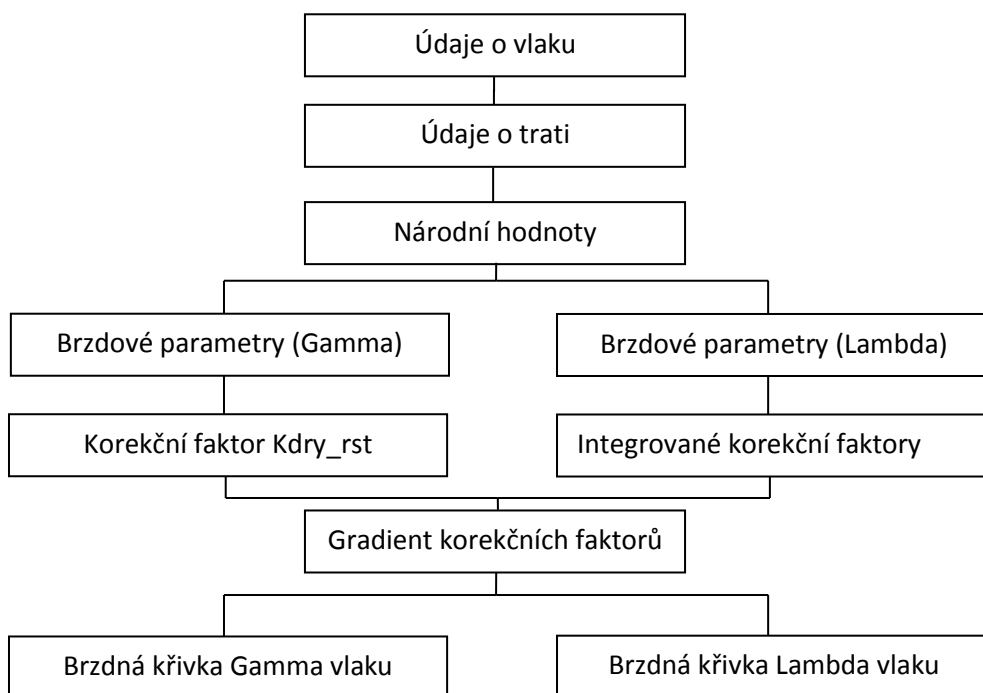 Údaje o vlaku
Údaje o trati
Národní hodnoty
Brzdové parametry (Gamma)
Brzdové parametry (Lambda)
Korekční faktor Kdry_rst
Integrované korekční faktory
Gradient korekčních faktorů
Brzdná křivka Gamma vlaku
Brzdná křivka Lambda vlaku